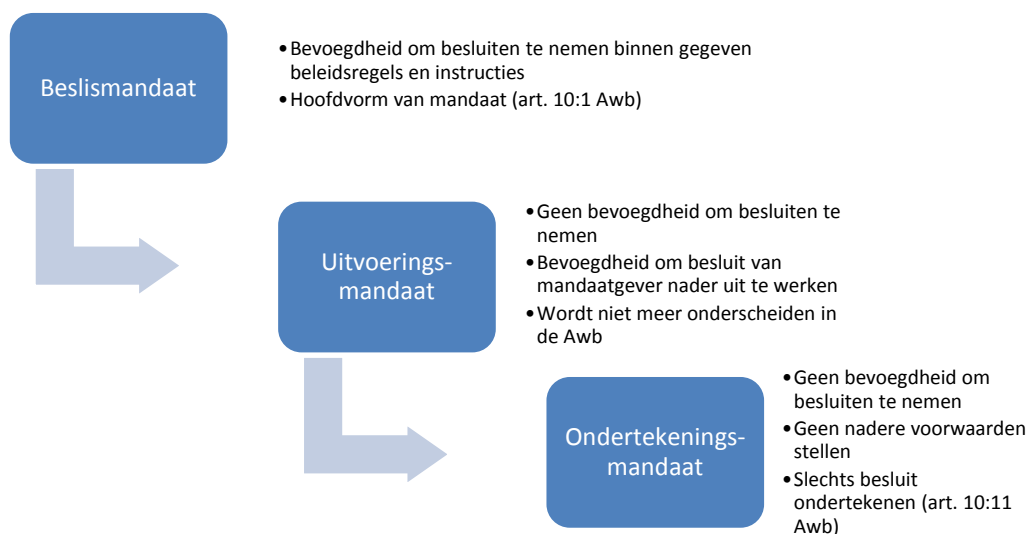 Beslismandaat
•Bevoegdheid om besluiten te nemen binnen gegeven
beleidsregels en instructies
•Hoofdvorm van mandaat (art. 10:1 Awb)
Uitvoerings-
mandaat
•Geen bevoegdheid om besluiten te
nemen
•Bevoegdheid om besluit van
mandaatgever nader uit te werken
•Wordt niet meer onderscheiden in
de Awb
Ondertekenings-
mandaat
•Geen bevoegdheid om
besluiten te nemen
•Geen nadere voorwaarden
stellen
•Slechts besluit
ondertekenen (art. 10:11
Awb)